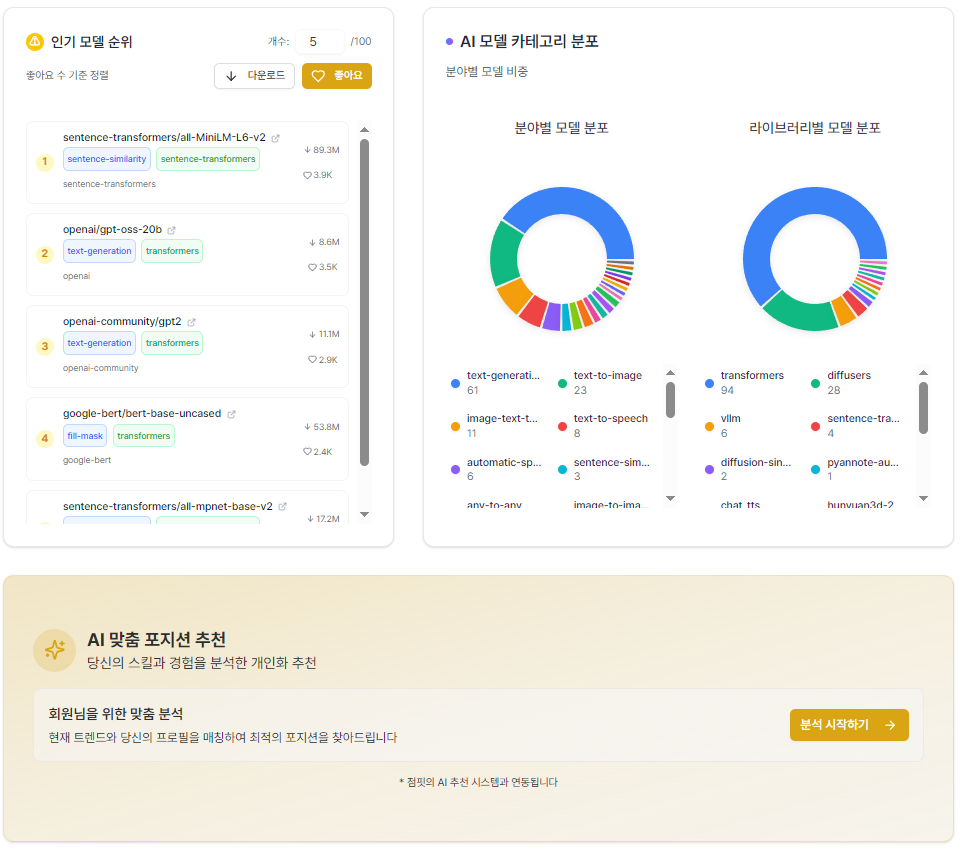 인기 모델 순위
개수: 5 /100
좋아요 수 기준 정렬
다운로드
좋아요
1
sentence-transformers/all-MiniLM-L6-v2
sentence-similarity
sentence-transformers
sentence-transformers
89.3M
3.9K
2
openai/gpt-oss-20b
text-generation
transformers
openai
8.6M
3.5K
3
openai-community/gpt2
text-generation
transformers
openai-community
11.1M
2.9K
4
google-bert/bert-base-uncased
fill-mask
transformers
google-bert
53.8M
2.4K
sentence-transformers/all-mpnet-base-v2
17.2M
AI 모델 카테고리 분포
분야별 모델 비중
분야별 모델 분포
text-generati...
61
text-to-image
23
image-text-t...
11
text-to-speech
8
automatic-sp...
6
sentence-sim...
3
any-to-any
image-to-ima...
라이브러리별 모델 분포
transformers
94
diffusers
28
vllm
6
sentence-tra...
4
diffusion-sin...
2
pyannote-au...
1
chat_tts
hunyuan3d-2
AI 맞춤 포지션 추천
당신의 스킬과 경험을 분석한 개인화 추천
회원님을 위한 맞춤 분석
현재 트렌드와 당신의 프로필을 매칭하여 최적의 포지션을 찾아드립니다
분석 시작하기
* 점핏의 AI 추천 시스템과 연동됩니다